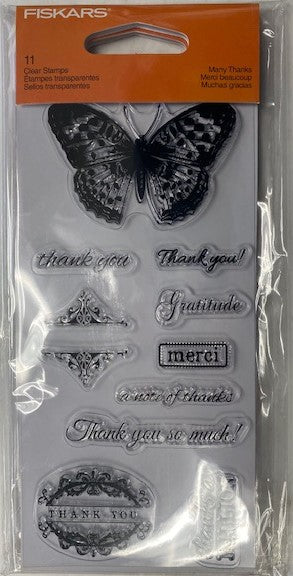 FISKARS®
11
Clear Stamps
Étampes transparentes
Sellos transparentes
Many Thanks
Merci beaucoup
Muchas gracias
thank you
Thank you!
Gratitude
merci
a note of thanks
Thank you so much!
THANK YOU